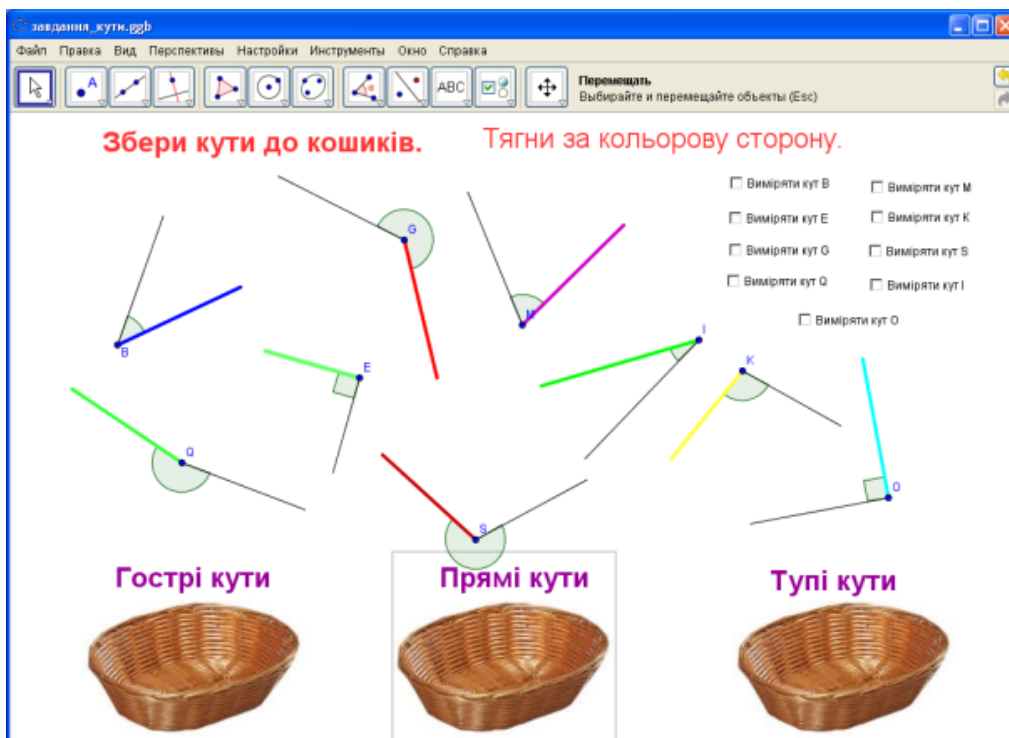 завдання_кути.ggb
Файл Правка Вид Перспективы Настройки Инструменты Окно Справка
A
ABC
Перемещать
Выбирайте и перемещайте объекты (Esc)
Збери кути до кошиків.
Тягни за кольорову сторону.
Виміряти кут B
Виміряти кут M
Виміряти кут E
Виміряти кут K
Виміряти кут G
Виміряти кут S
Виміряти кут Q
Виміряти кут I
Виміряти кут O
G
M
B
E
I
K
Q
S
O
Гострі кути
Прямі кути
Тупі кути